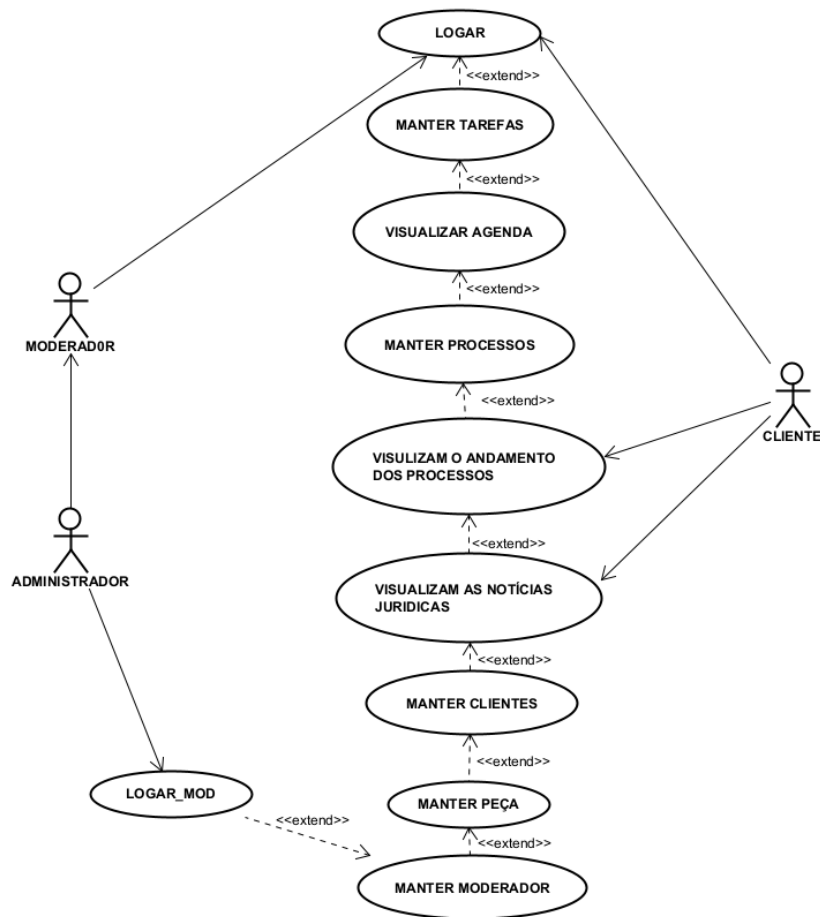 LOGAR
<<extend>>
MANTER TAREFAS
<<extend>>
VISUALIZAR AGENDA
<<extend>>
MODERAD0R
MANTER PROCESSOS
<<extend>>
CLIENTE
VISULIZAM O ANDAMENTO
DOS PROCESSOS
<<extend>>
ADMINISTRADOR
VISUALIZAM AS NOTÍCIAS
JURIDICAS
<<extend>>
MANTER CLIENTES
<<extend>>
LOGAR_MOD
MANTER PEÇA
<<extend>>
<<extend>>
MANTER MODERADOR